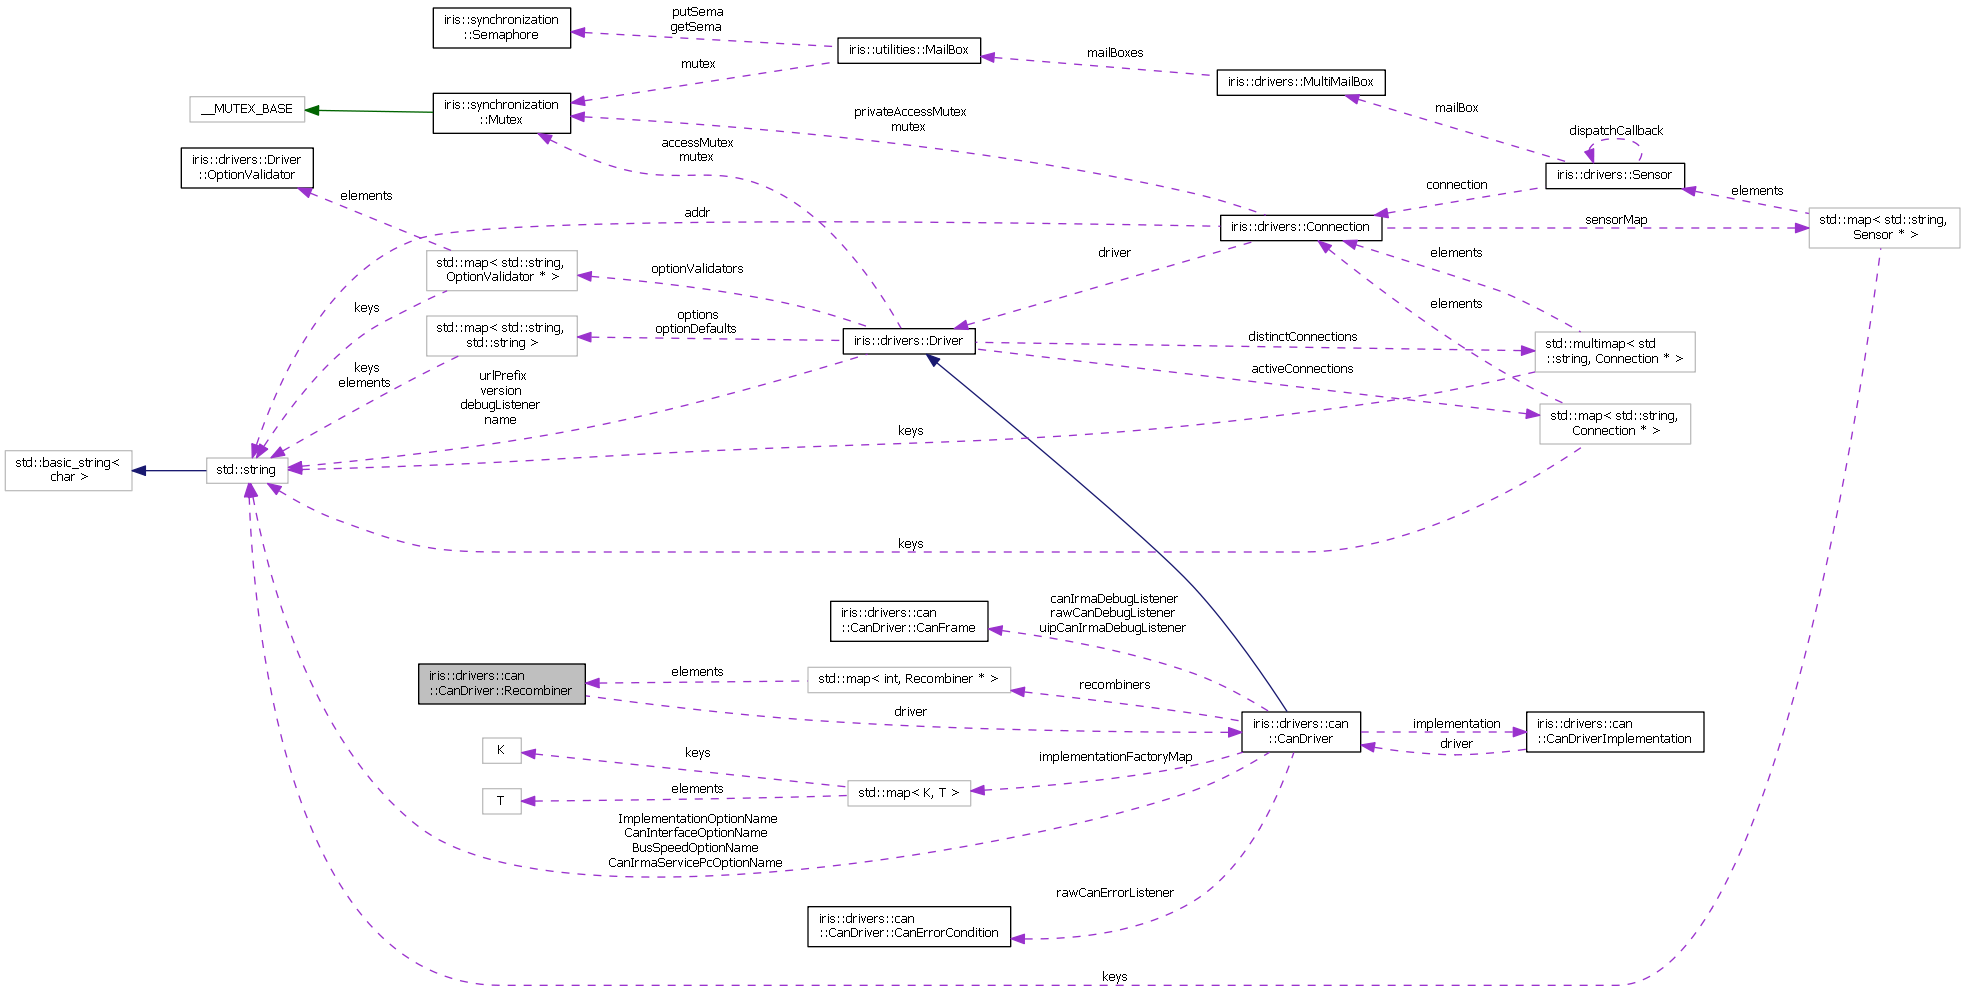 iris::synchronization
::Semaphore
putSema
getSema
iris::utilities::MailBox
mailBoxes
iris::drivers::MultiMailBox
mutex
__MUTEX_BASE
iris::synchronization
::Mutex
privateAccessMutex
mutex
mailBox
dispatchCallback
iris::drivers::Driver
::OptionValidator
accessMutex
mutex
iris::drivers::Sensor
elements
connection
elements
addr
iris::drivers::Connection
sensorMap
std::map< std::string,
Sensor * >
std::map< std::string,
OptionValidator * >
optionValidators
driver
elements
keys
elements
std::map< std::string,
std::string >
options
optionDefaults
iris::drivers::Driver
distinctConnections
std::multimap< std
::string, Connection * >
keys
elements
urlPrefix
version
debugListener
name
activeConnections
std::map< std::string,
Connection * >
keys
std::basic_string<
char >
std::string
keys
canIrmaDebugListener
rawCanDebugListener
uipCanIrmaDebugListener
iris::drivers::can
::CanDriver::CanFrame
iris::drivers::can
::CanDriver::Recombiner
elements
std::map< int, Recombiner * >
recombiners
driver
iris::drivers::can
::CanDriver
implementation
driver
iris::drivers::can
::CanDriverImplementation
K
keys
implementationFactoryMap
T
elements
std::map< K, T >
ImplementationOptionName
CanInterfaceOptionName
BusSpeedOptionName
CanIrmaServicePcOptionName
rawCanErrorListener
iris::drivers::can
::CanDriver::CanErrorCondition
keys